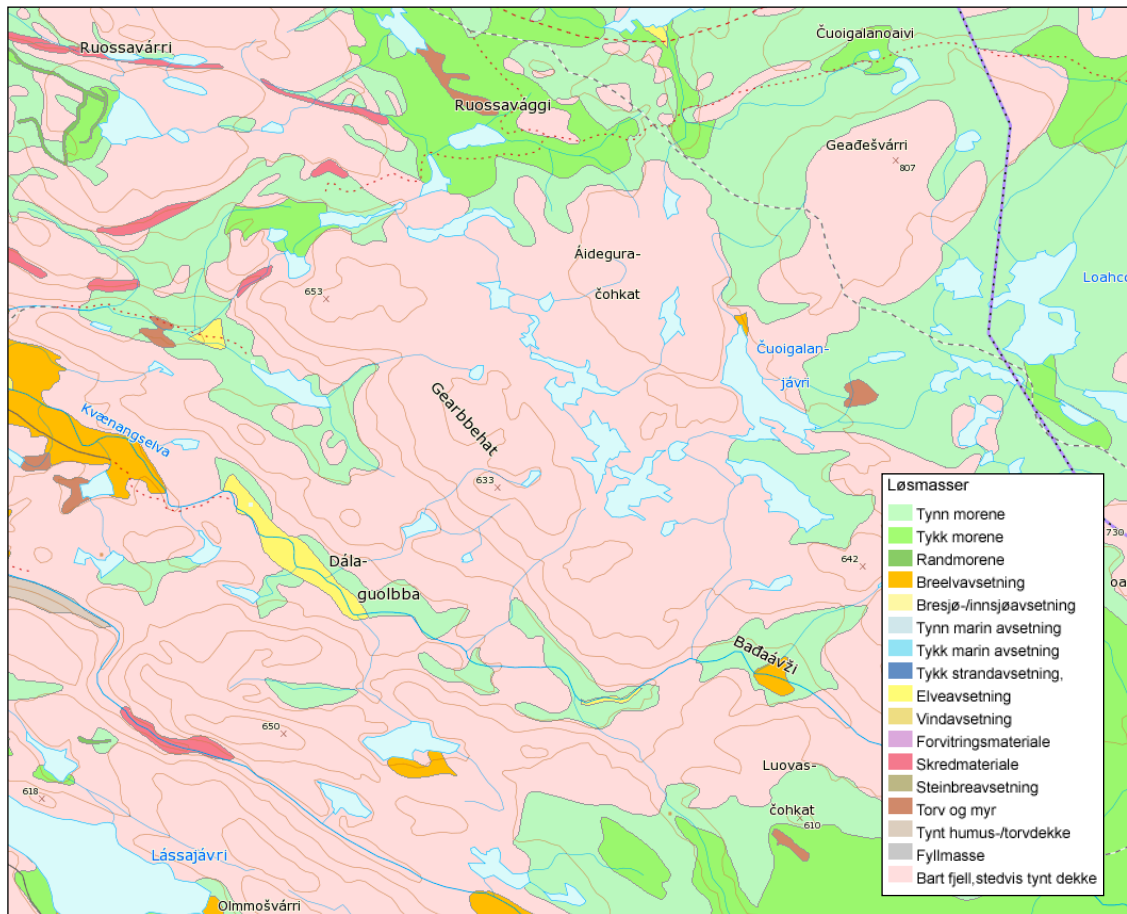 Ruossavárri
Čuoigalanoaivi
Ruossavággi
Geađešvárri
807
Áidegura-
čohkat
Loahco
653
Čuoigalan-
jávri
Gearbbehat
Kvænangselva
633
Dála-
guolbba
642
730
oa
Bađaávži
650
Luovas-
čohkat
610
618
Lássajávri
Olmmošvárri
Løsmasser
Tynn morene
Tykk morene
Randmorene
Breelvavsetning
Bresjø-/innsjøavsetning
Tynn marin avsetning
Tykk marin avsetning
Tykk strandavsetning,
Elveavsetning
Vindavsetning
Forvitringsmateriale
Skredmateriale
Steinbreavsetning
Torv og myr
Tynt humus-/torvdekke
Fyllmasse
Bart fjell,stedvis tynt dekke